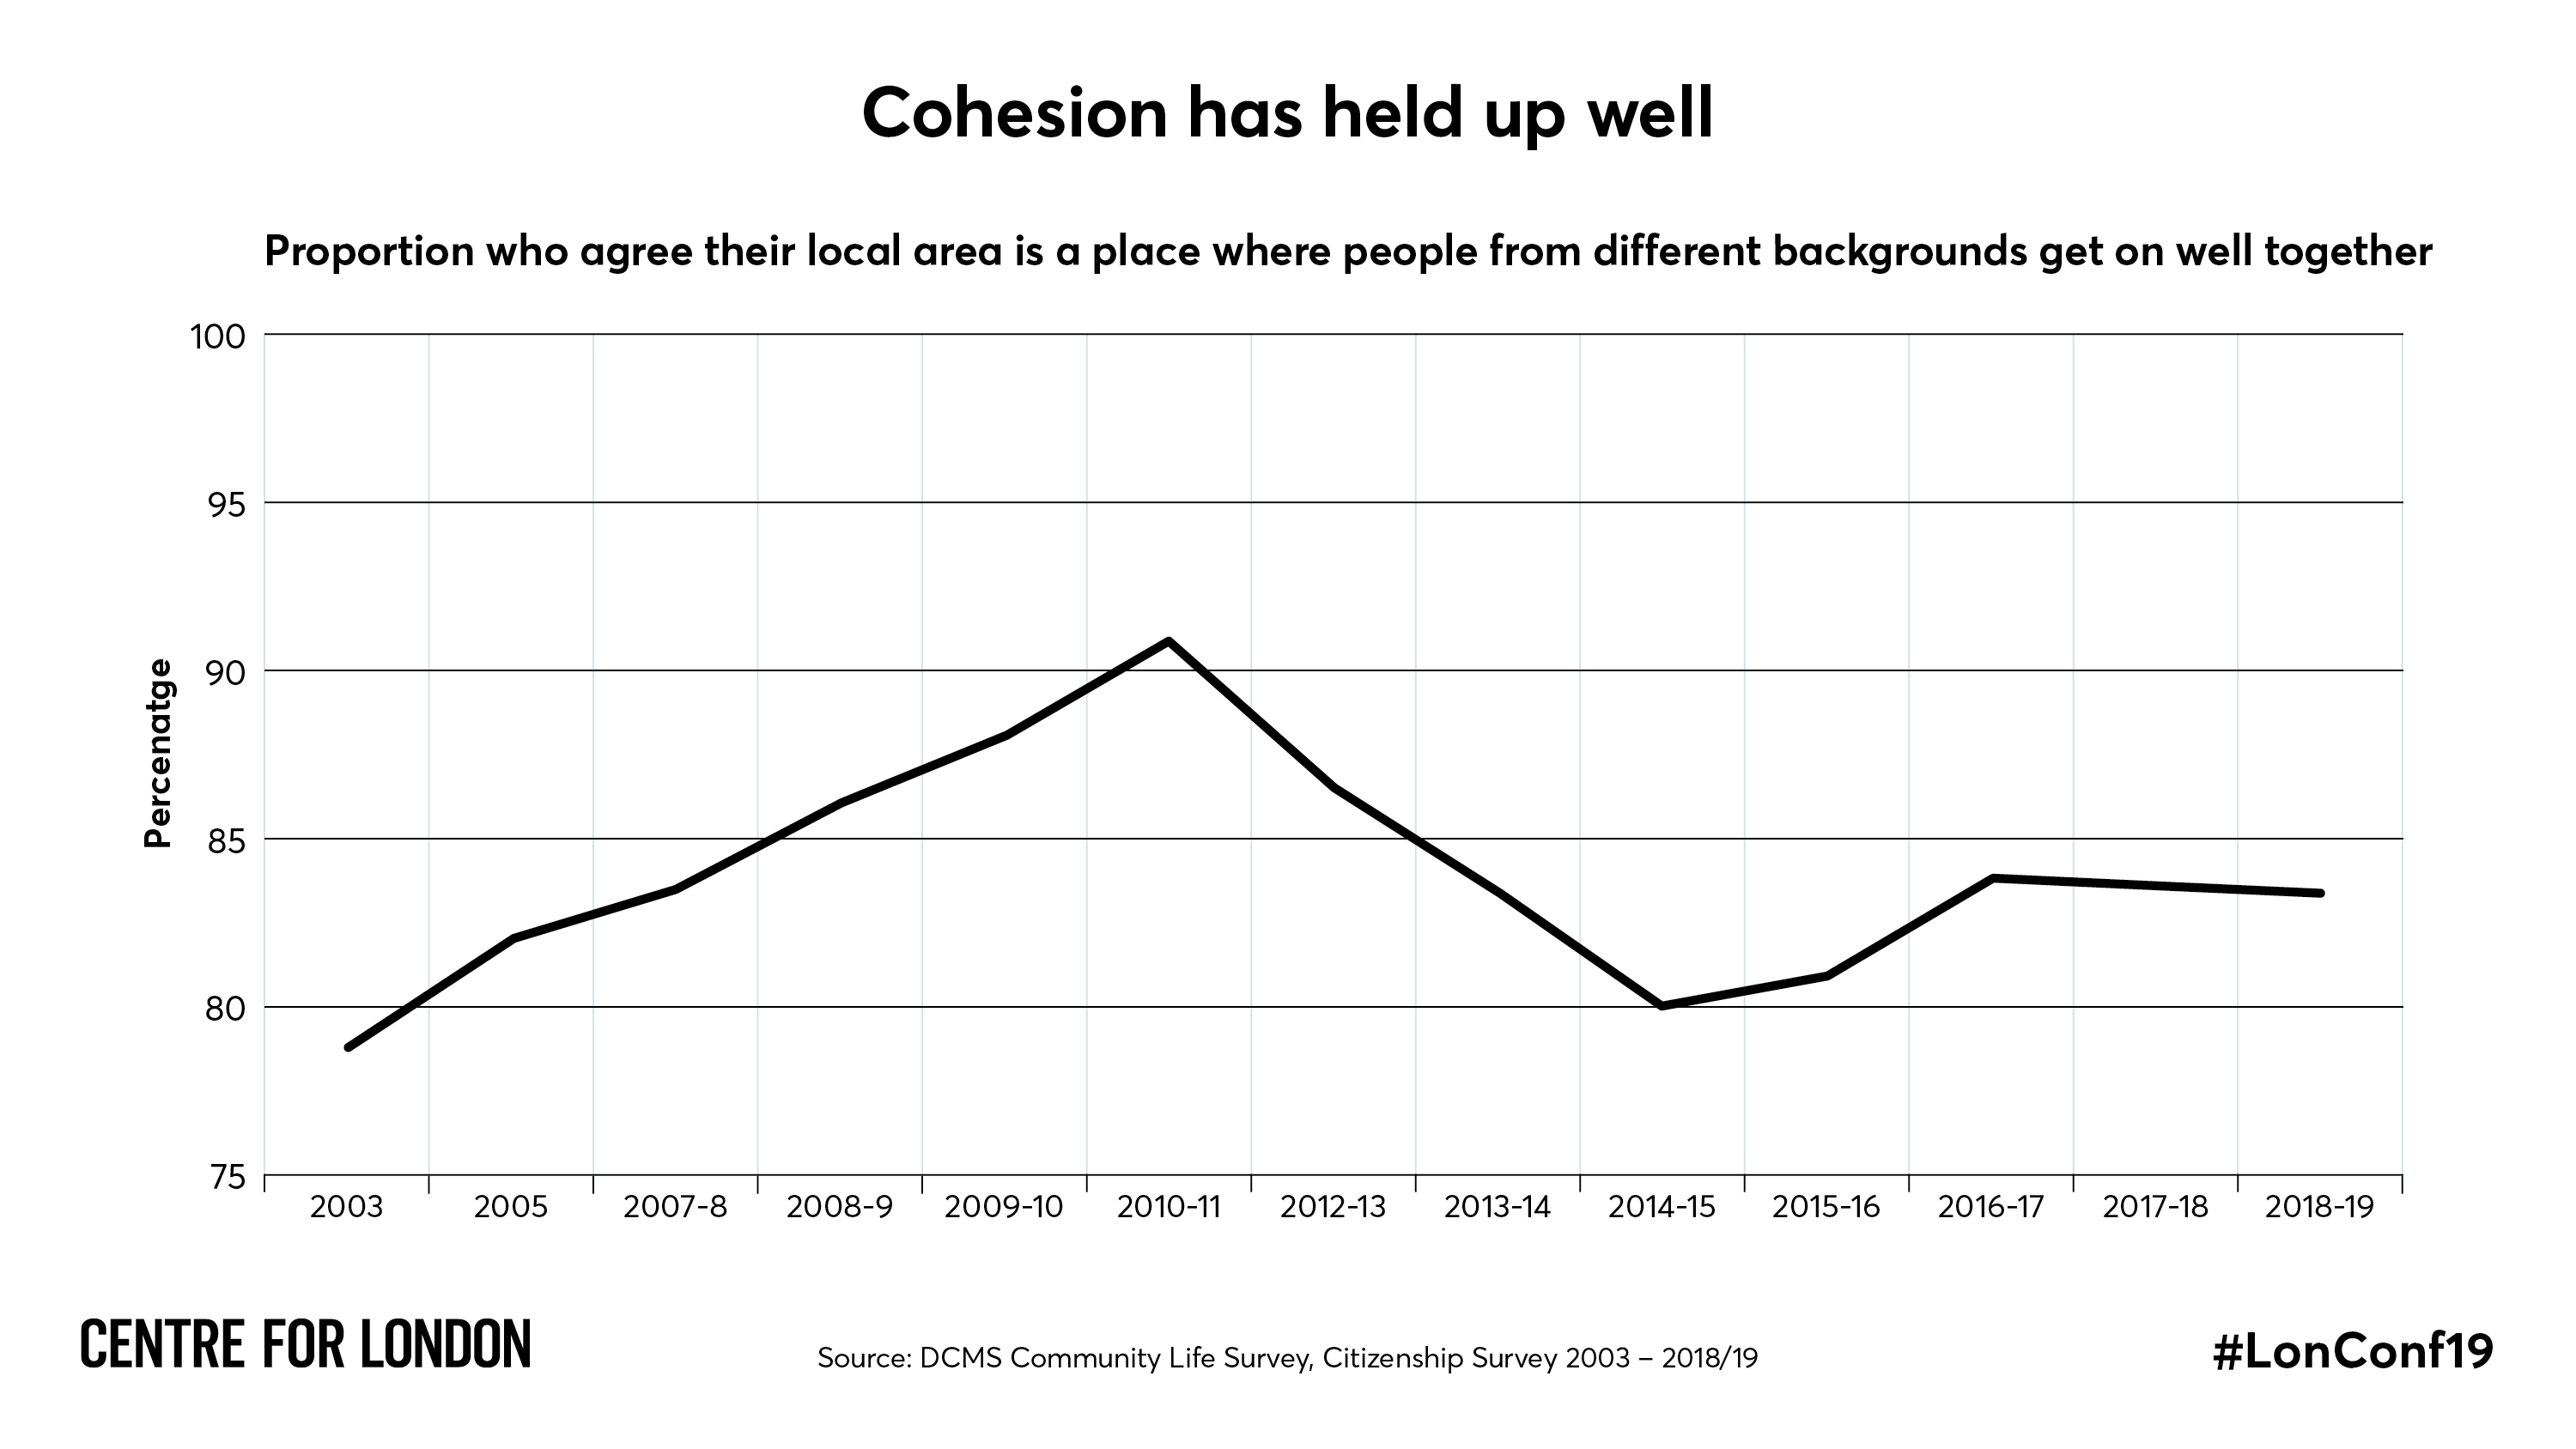 Cohesion has held up well
Proportion who agree their local area is a place where people from different backgrounds get on well together
100
95
90
85
80
75
Percenatge
2003 2005 2007-8 2008-9 2009-10 2010-11 2012-13 2013-14 2014-15 2015-16 2016-17 2017-18 2018-19
CENTRE FOR LONDON
Source: DCMS Community Life Survey, Citizenship Survey 2003 – 2018/19
#LonConf19